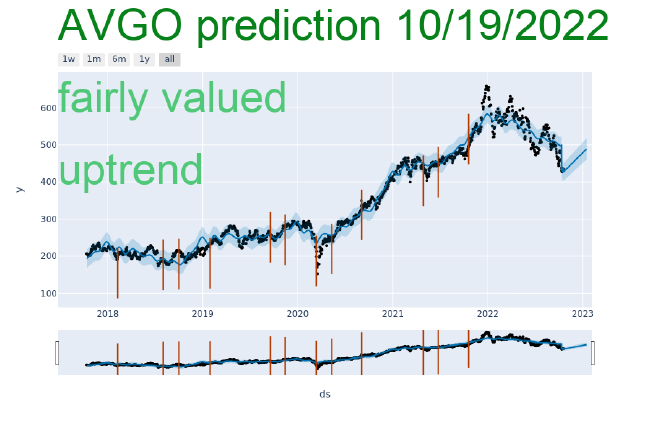 AVGO prediction 10/19/2022
1w 1m 6m 1y all
fairly valued
uptrend
600
500
400
300
200
100
y
2018 2019 2020 2021 2022 2023
ds